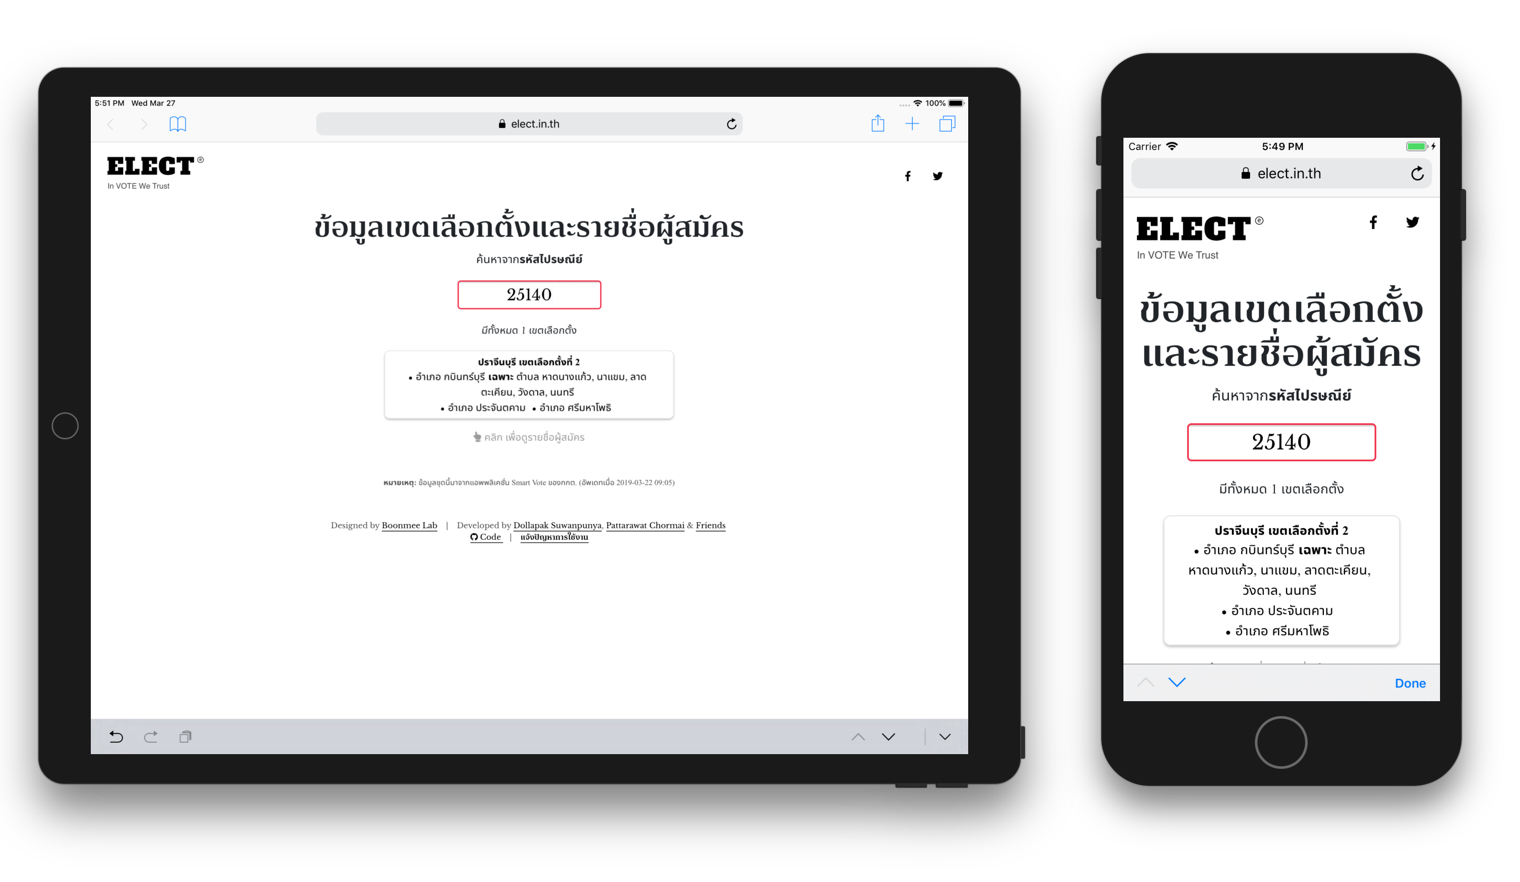 5:51 PM Wed Mar 27
100%
elect.in.th
ELECT®
In VOTE We Trust
ข้อมูลเขตเลือกตั้งและรายชื่อผู้สมัคร
ค้นหาจากรหัสไปรษณีย์
25140
มีทั้งหมด 1 เขตเลือกตั้ง
ปราจีนบุรี เขตเลือกตั้งที่ 2
• อำเภอ กบินทร์บุรี เฉพาะ ตำบล หาดนางแก้ว, นาแขม, ลาด
ตะเคียน, วังดาล, นนทรี
• อำเภอ ประจันตคาม • อำเภอ ศรีมหาโพธิ
คลิก เพื่อดูรายชื่อผู้สมัคร
หมายเหตุ: ข้อมูลชุดนี้มาจากแอพพลิเคชั่น Smart Vote ของกกต. (อัพเดทเมื่อ 2019-03-22 09:05)
Designed by Boonmee Lab | Developed by Dollapak Suwanpunya, Pattarawat Chormai & Friends
Code | แจ้งปัญหาการใช้งาน
Carrier 5:49 PM
elect.in.th
ELECT®
In VOTE We Trust
ข้อมูลเขตเลือกตั้ง
และรายชื่อผู้สมัคร
ค้นหาจากรหัสไปรษณีย์
25140
มีทั้งหมด 1 เขตเลือกตั้ง
ปราจีนบุรี เขตเลือกตั้งที่ 2
• อำเภอ กบินทร์บุรี เฉพาะ ตำบล
หาดนางแก้ว, นาแขม, ลาดตะเคียน,
วังดาล, นนทรี
• อำเภอ ประจันตคาม
• อำเภอ ศรีมหาโพธิ
Done